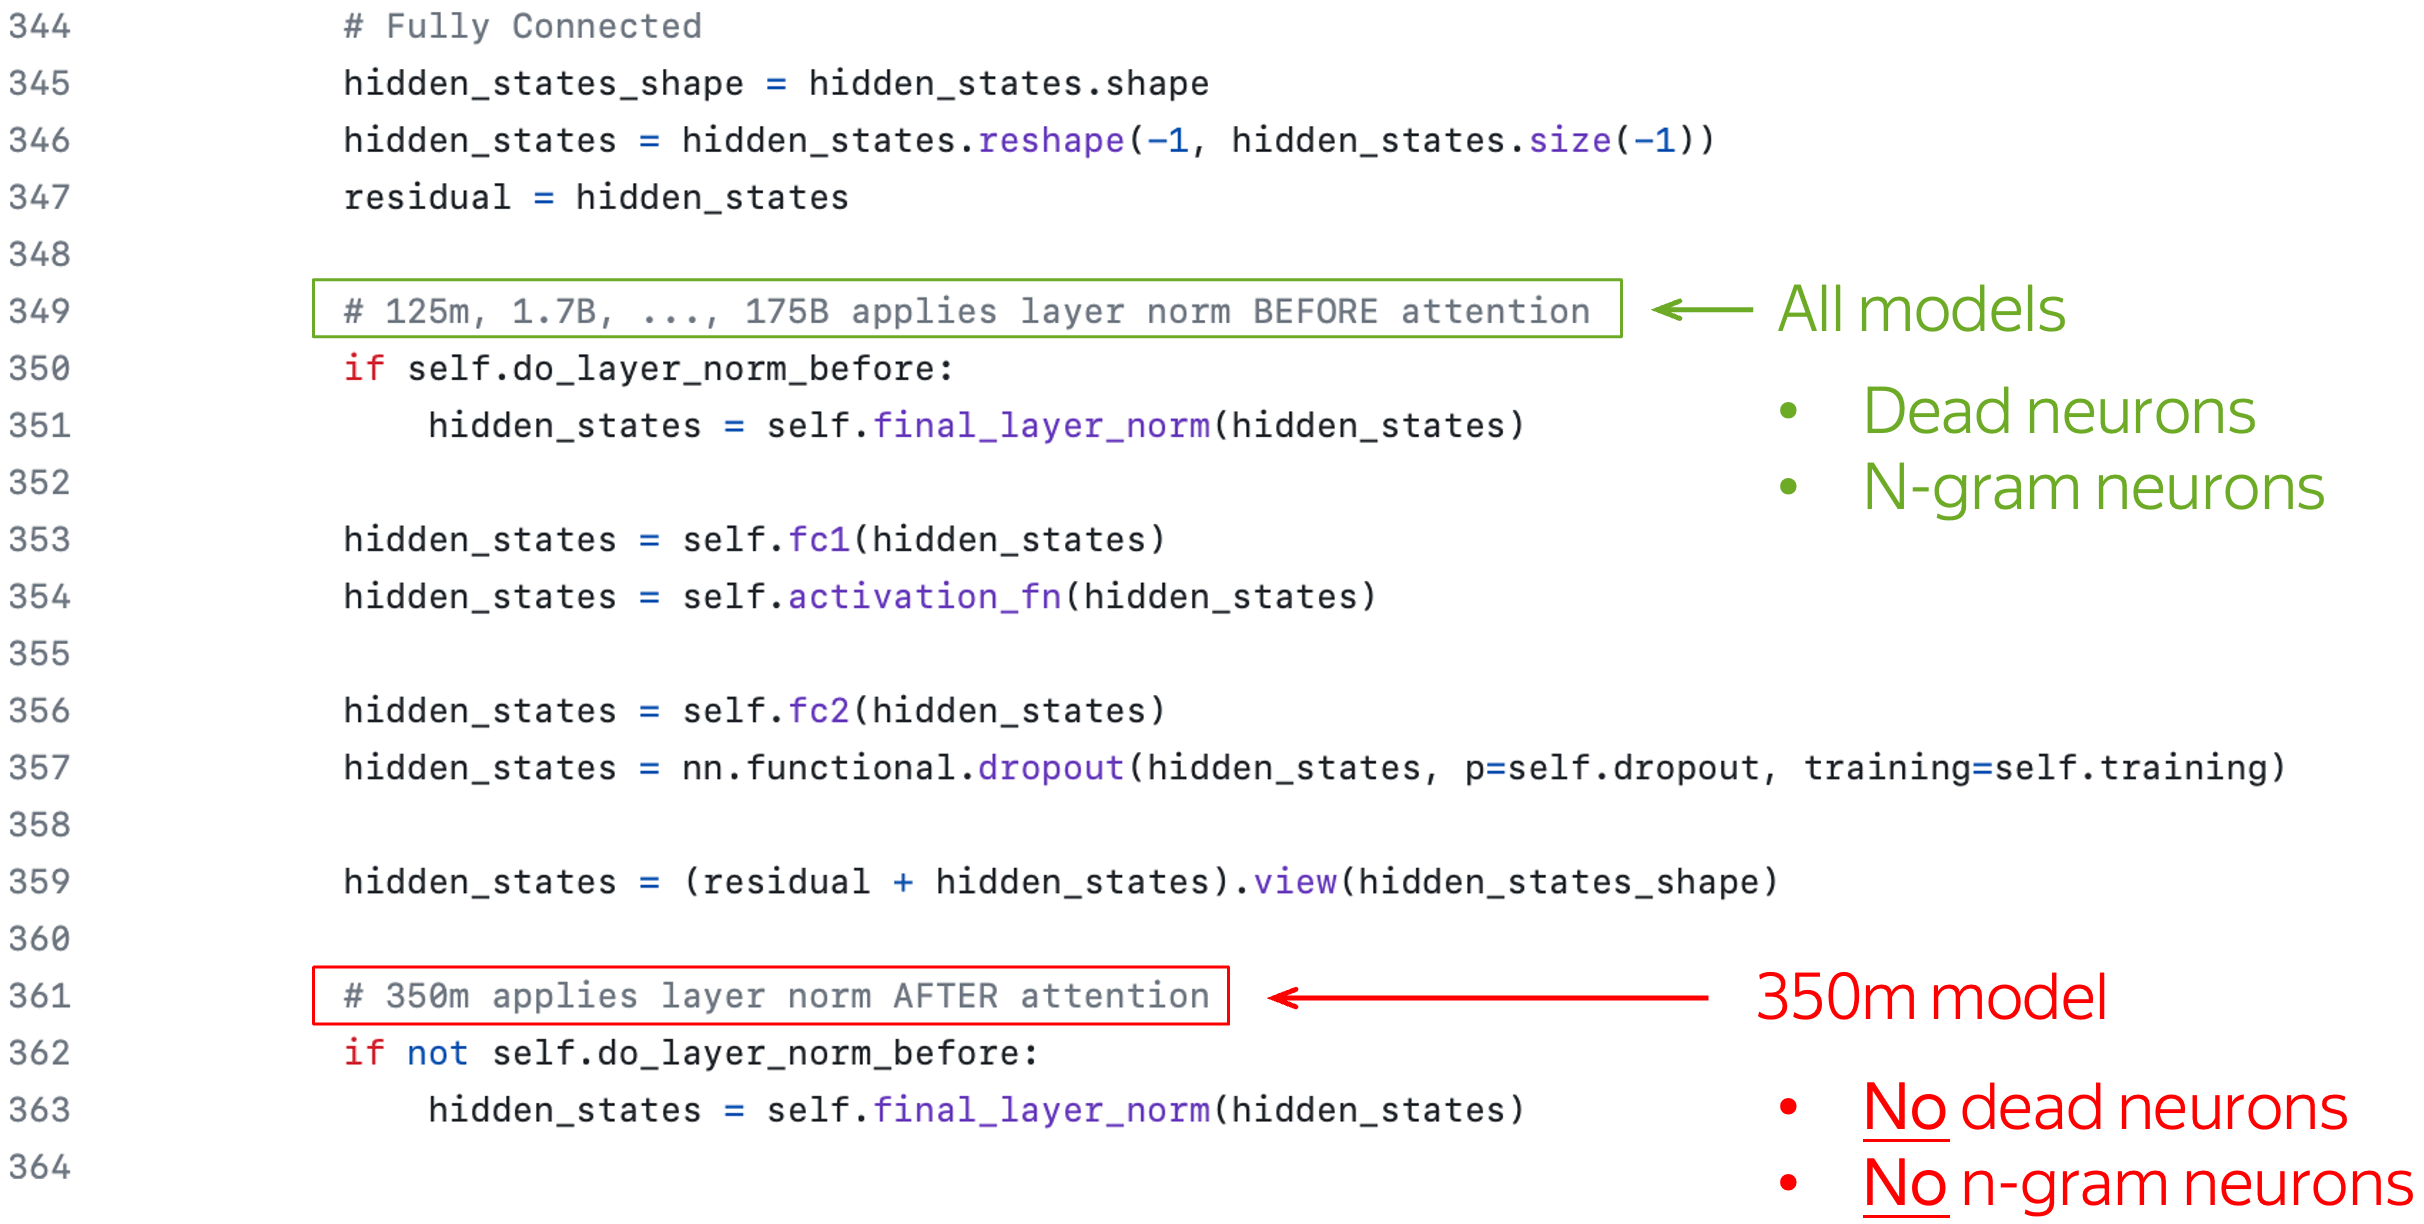 344 # Fully Connected
345 hidden_states_shape = hidden_states.shape
346 hidden_states = hidden_states.reshape(-1, hidden_states.size(-1))
347 residual = hidden_states
348
349 # 125m, 1.7B, ..., 175B applies layer norm BEFORE attention
All models
350 if self.do_layer_norm_before:
• Dead neurons
351 hidden_states = self.final_layer_norm(hidden_states)
352
• N-gram neurons
353 hidden_states = self.fc1(hidden_states)
354 hidden_states = self.activation_fn(hidden_states)
355
356 hidden_states = self.fc2(hidden_states)
357 hidden_states = nn.functional.dropout(hidden_states, p=self.dropout, training=self.training)
358
359 hidden_states = (residual + hidden_states).view(hidden_states_shape)
360
361 # 350m applies layer norm AFTER attention
350m model
362 if not self.do_layer_norm_before:
363 hidden_states = self.final_layer_norm(hidden_states)
• No dead neurons
364
• No n-gram neurons